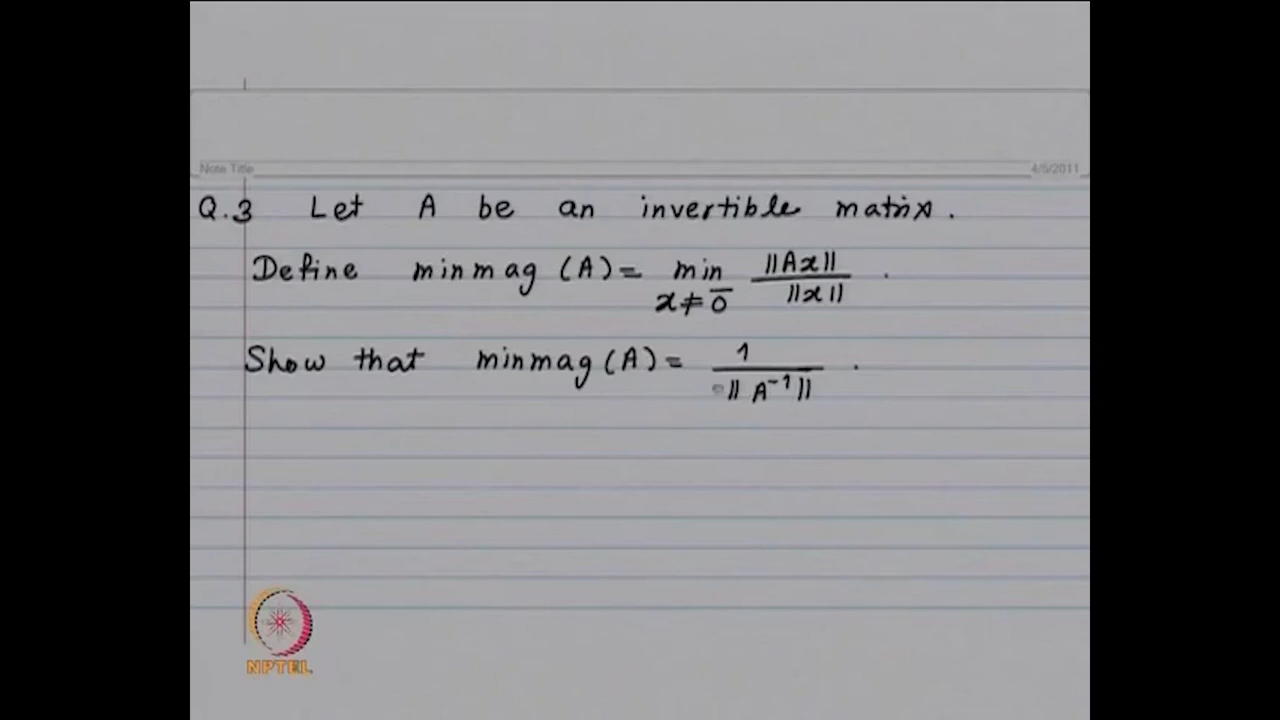 Note Title
4/5/2011
Q.3 Let A be an invertible matrix.
Define minmag (A) = min_{x≠0̅} ||Ax|| / ||x|| .
Show that minmag (A) = 1 / ||A⁻¹|| .
NPTEL